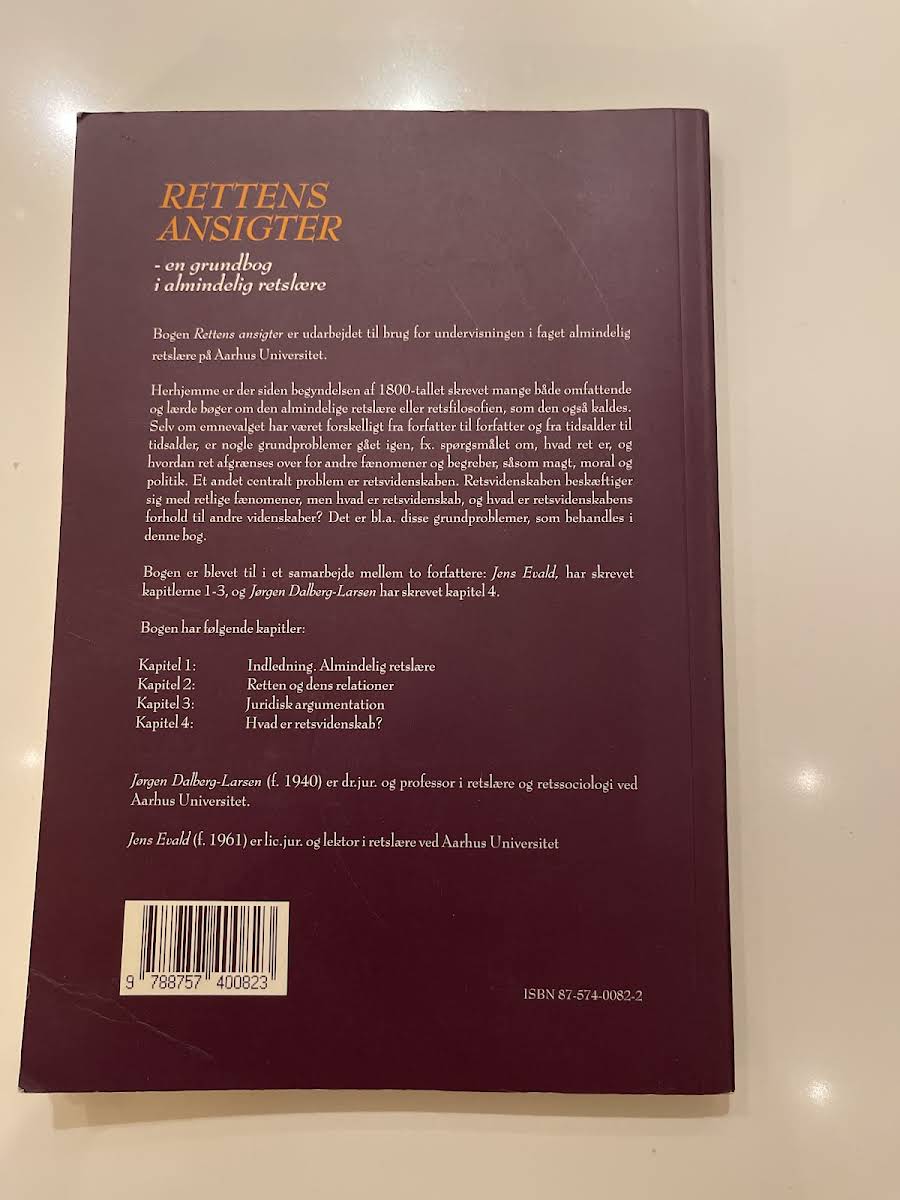 RETTENS
ANSIGTER
- en grundbog
i almindelig retslære
Bogen Rettens ansigter er udarbejdet til brug for undervisningen i faget almindelig
retslære på Aarhus Universitet.
Herhjemme er der siden begyndelsen af 1800-tallet skrevet mange både omfattende
og lærde bøger om den almindelige retslære eller retsfilosofien, som den også kaldes.
Selv om emnevalget har været forskelligt fra forfatter til forfatter og fra tidsalder til
tidsalder, er nogle grundproblemer gået igen, fx. spørgsmålet om, hvad ret er, og
hvordan ret afgrænses over for andre fænomener og begreber, såsom magt, moral og
politik. Et andet centralt problem er retsvidenskaben. Retsvidenskaben beskæftiger
sig med retlige fænomener, men hvad er retsvidenskab, og hvad er retsvidenskabens
forhold til andre videnskaber? Det er bl.a. disse grundproblemer, som behandles i
denne bog.
Bogen er blevet til i et samarbejde mellem to forfattere: Jens Evald, har skrevet
kapitlerne 1-3, og Jørgen Dalberg-Larsen har skrevet kapitel 4.
Bogen har følgende kapitler:
Kapitel 1: Indledning. Almindelig retslære
Kapitel 2: Retten og dens relationer
Kapitel 3: Juridisk argumentation
Kapitel 4: Hvad er retsvidenskab?
Jørgen Dalberg-Larsen (f. 1940) er dr.jur. og professor i retslære og retssociologi ved
Aarhus Universitet.
Jens Evald (f. 1961) er lic.jur. og lektor i retslære ved Aarhus Universitet
9 788757 400823
ISBN 87-574-0082-2